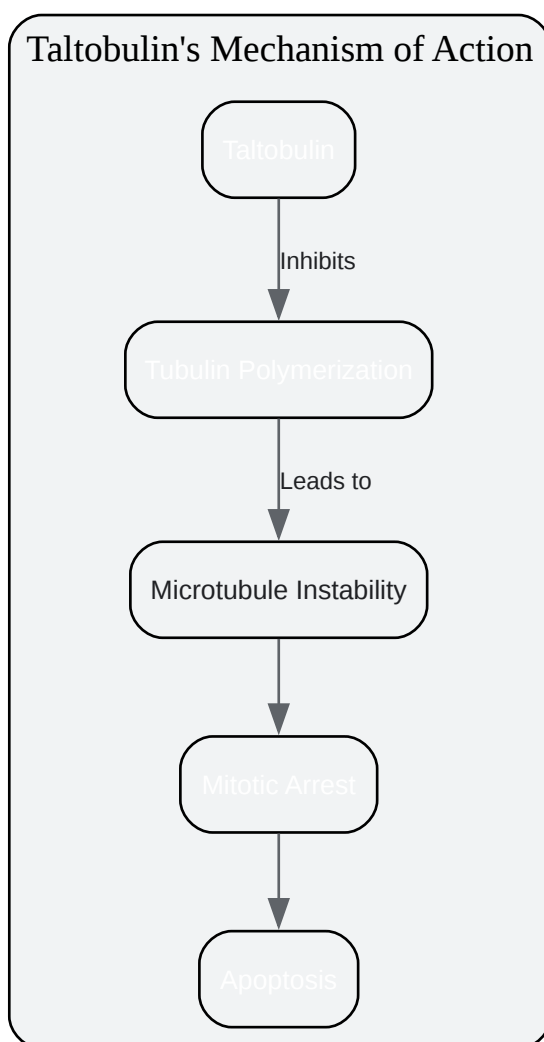 Taltobulin's Mechanism of Action
Taltobulin
Inhibits
Tubulin Polymerization
Leads to
Microtubule Instability
Mitotic Arrest
Apoptosis